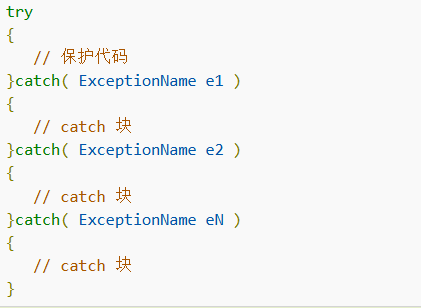 try
{
   // 保护代码
}catch( ExceptionName e1 )
{
   // catch 块
}catch( ExceptionName e2 )
{
   // catch 块
}catch( ExceptionName eN )
{
   // catch 块
}